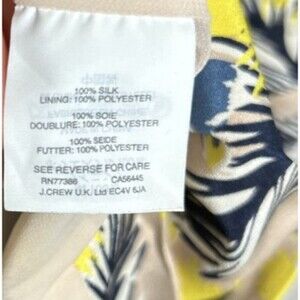 100% SILK
LINING: 100% POLYESTER
100% SOIE
DOUBLURE: 100% POLYESTER
100% SEIDE
FUTTER: 100% POLYESTER
SEE REVERSE FOR CARE
RN77388 CA56445
J.CREW U.K. Ltd EC4V 6JA